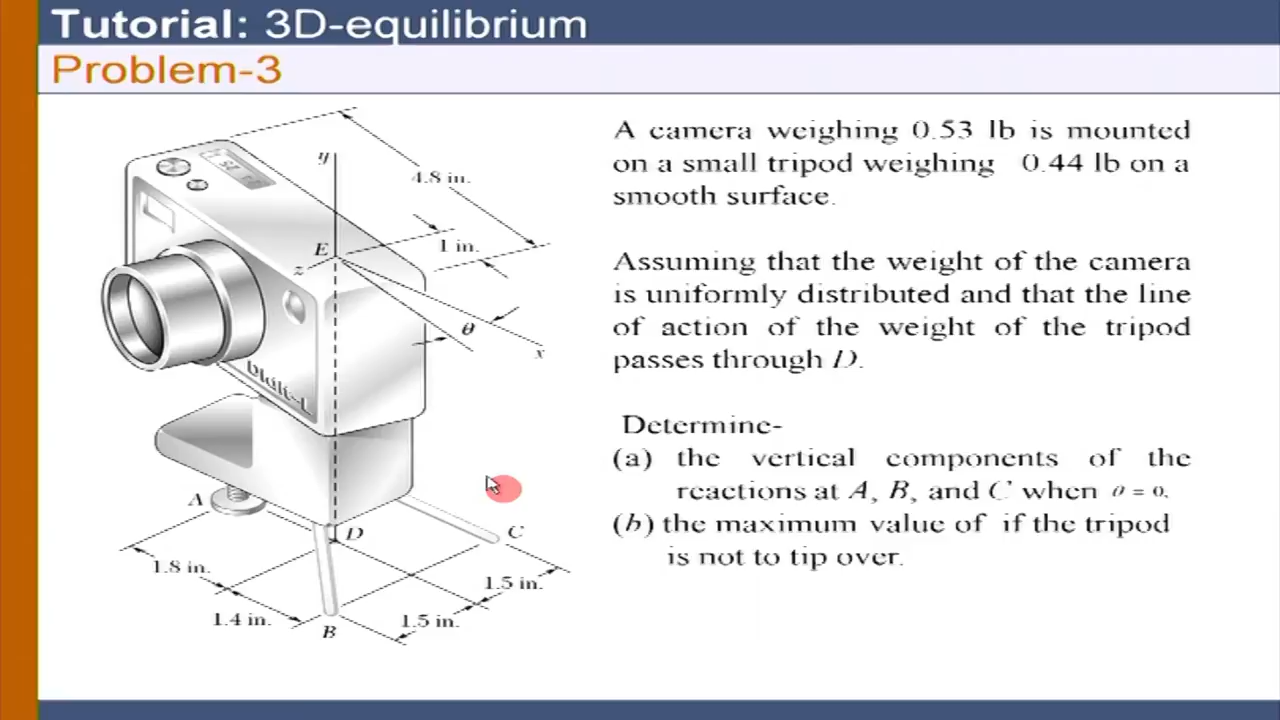 Tutorial: 3D-equilibrium
Problem-3
A camera weighing 0.53 lb is mounted
on a small tripod weighing 0.44 lb on a
smooth surface.
Assuming that the weight of the camera
is uniformly distributed and that the line
of action of the weight of the tripod
passes through D.
Determine-
(a) the vertical components of the
reactions at A, B, and C when θ = 0.
(b) the maximum value of if the tripod
is not to tip over.
y
4.8 in.
E
1 in.
z
θ
x
Digit-L
A
D
C
1.8 in.
1.5 in.
1.4 in.
1.5 in.
B